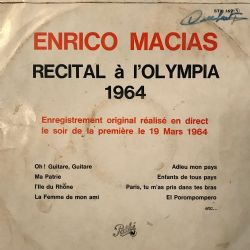 ENRICO MACIAS
RECITAL à l'OLYMPIA
1964
Enregistrement original réalisé en direct
le soir de la première le 19 Mars 1964
Oh ! Guitare, Guitare
Ma Patrie
l'Ile du Rhône
La Femme de mon ami
Adieu mon pays
Enfants de tous pays
Paris, tu m'as pris dans tes bras
El Porompompero
etc...
Pathé